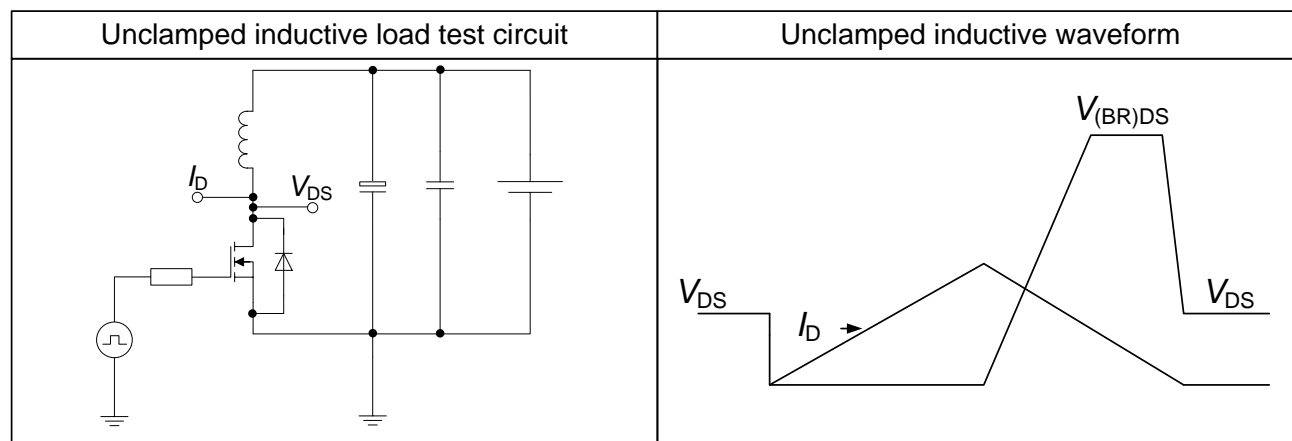 Unclamped inductive load test circuit
Unclamped inductive waveform
V(BR)DS
ID
VDS
VDS
ID
VDS